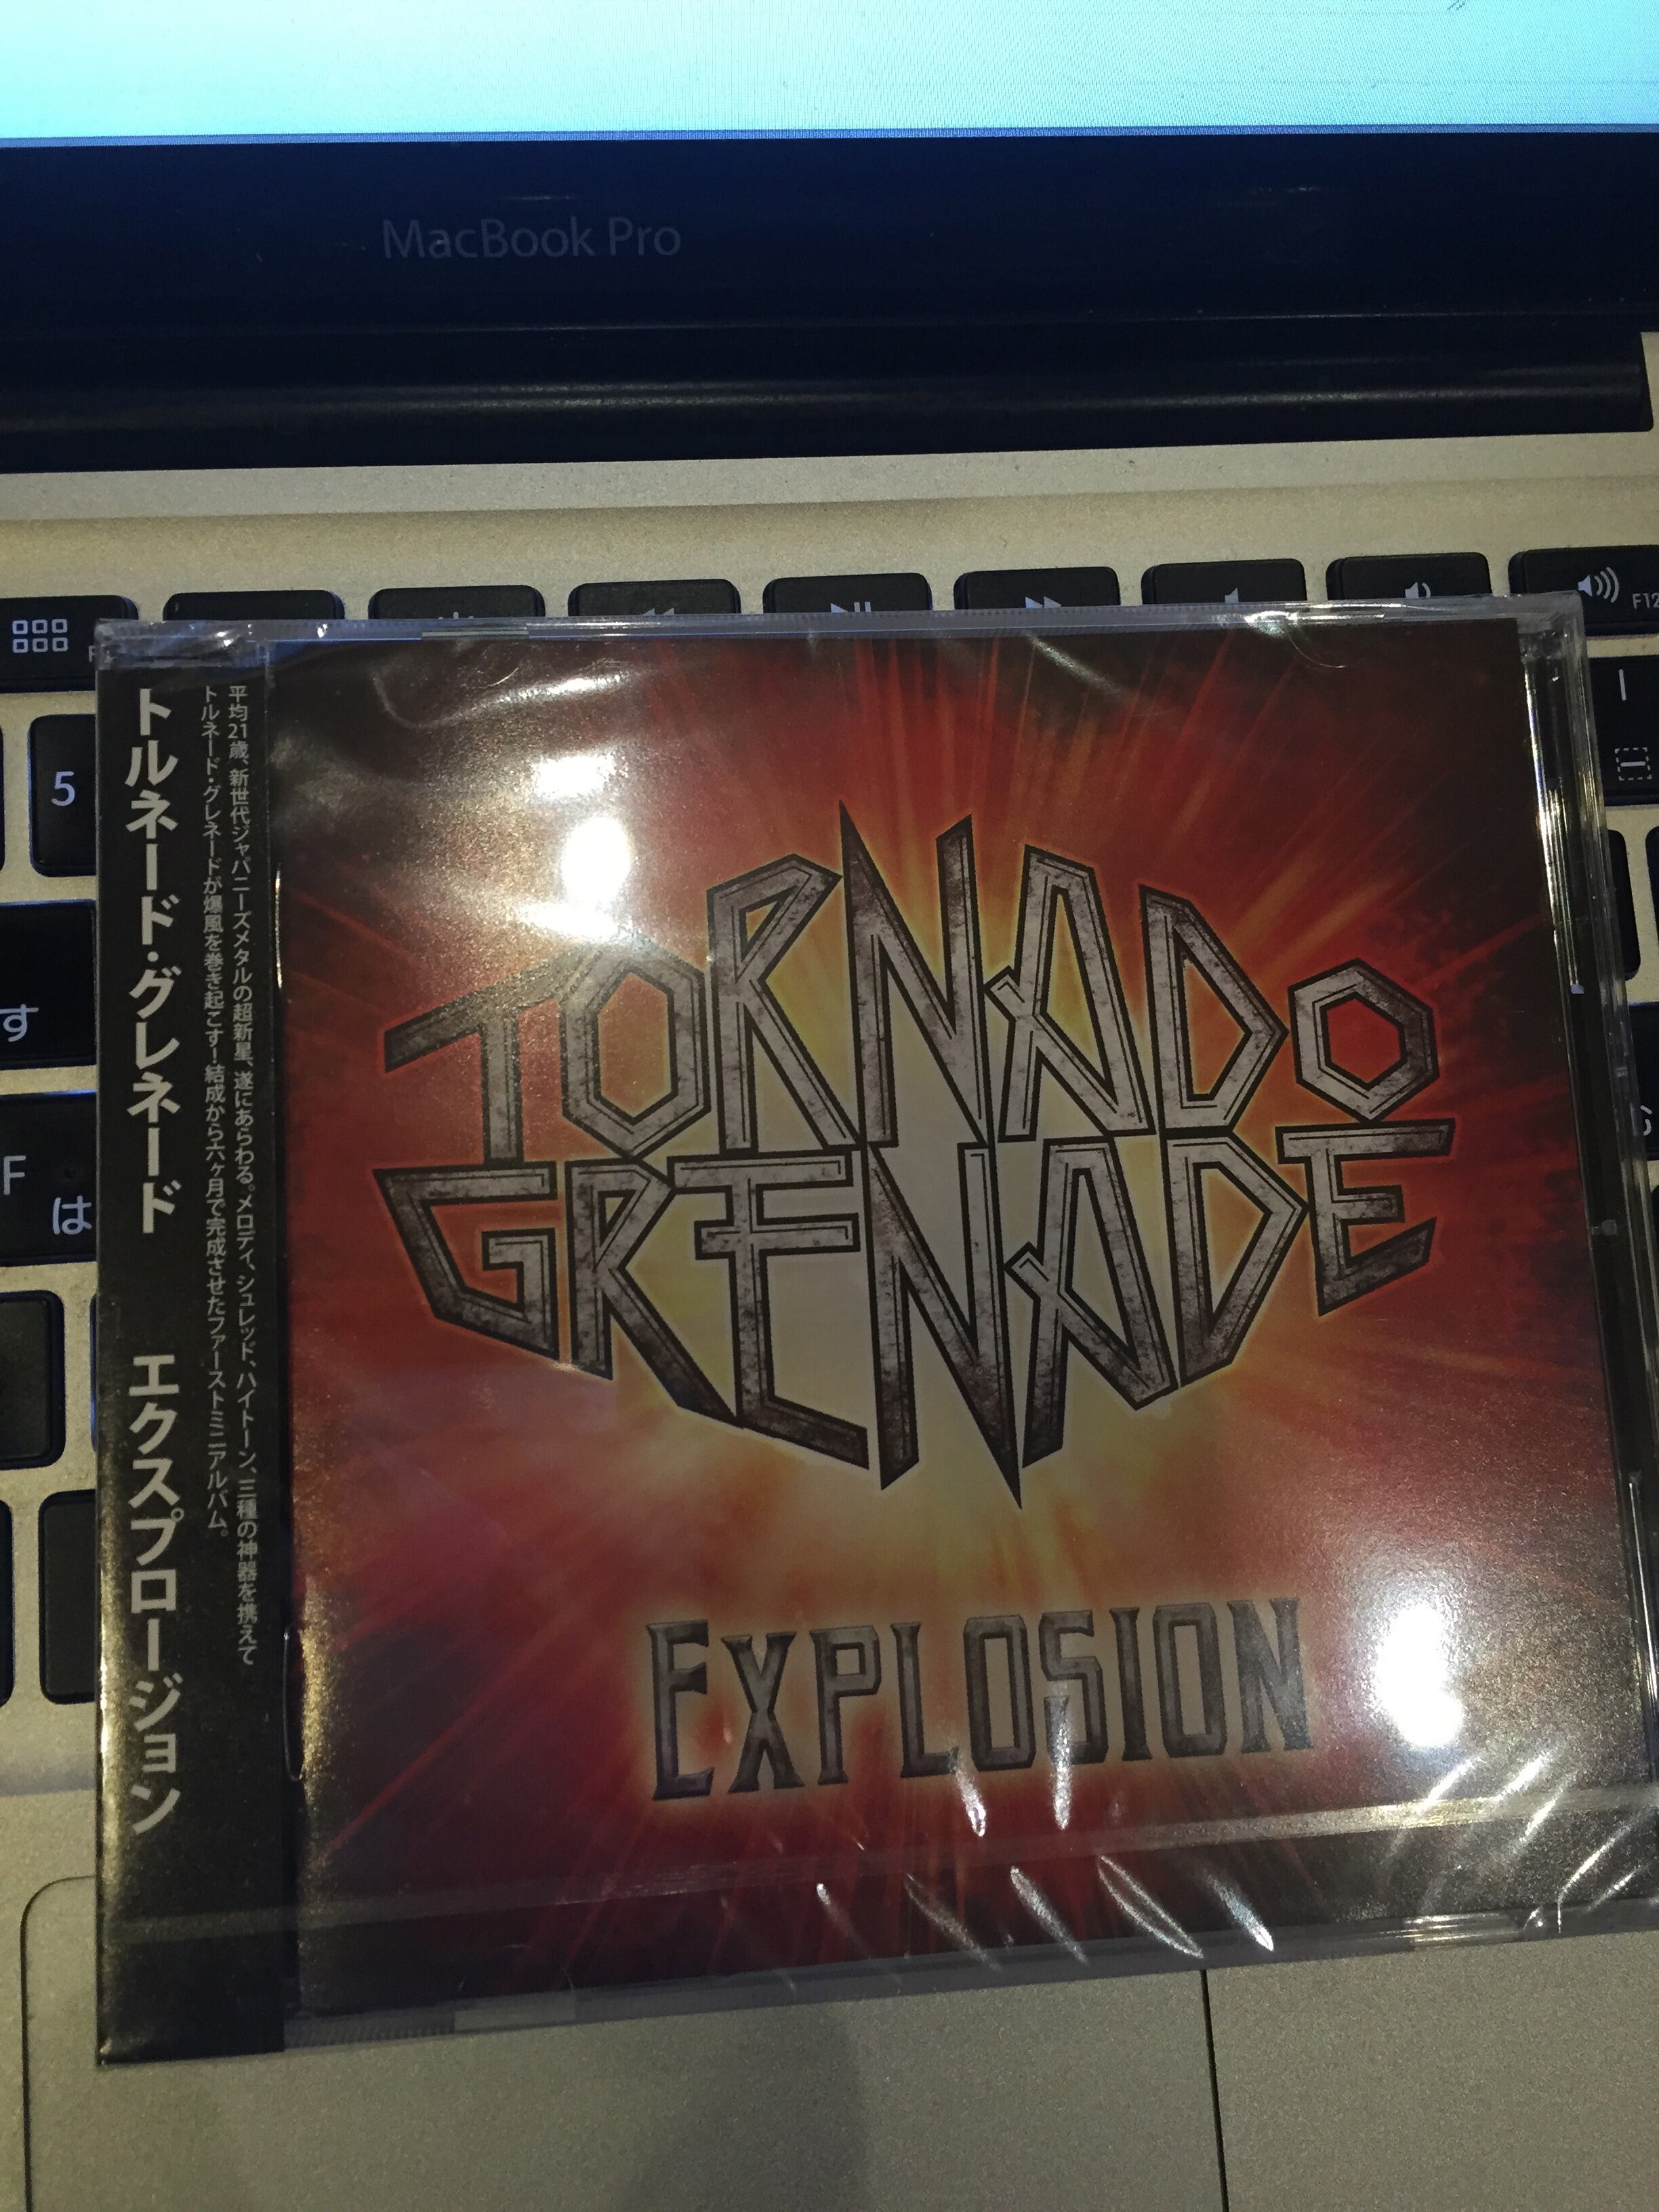 MacBook Pro
F12
5
す
F
は
トルネード・グレネード エクスプロージョン
平均21歳、新世代ジャパニーズメタルの超新星、遂にあらわる。メロディ、シュレッド、ハイトーン、三種の神器を携えて
トルネード・グレネードが爆風を巻き起こす!結成から六ヶ月で完成させたファーストミニアルバム。
TORNADO
GRENADE
EXPLOSION